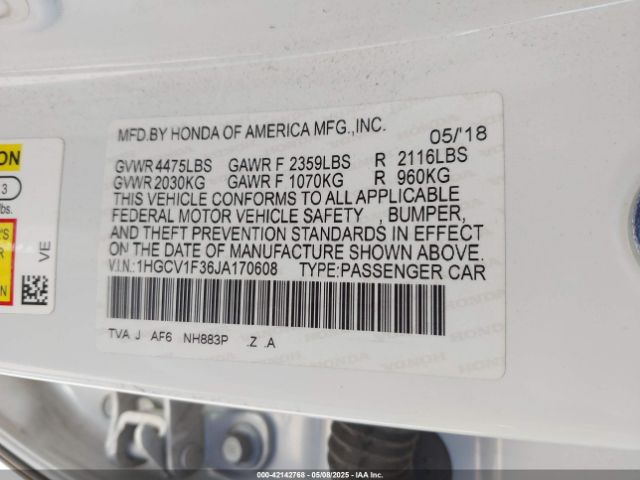 MFD.BY HONDA OF AMERICA MFG.,INC. 05/'18
GVWR 4475LBS GAWR F 2359LBS R 2116LBS
GVWR 2030KG GAWR F 1070KG R 960KG
THIS VEHICLE CONFORMS TO ALL APPLICABLE
FEDERAL MOTOR VEHICLE SAFETY , BUMPER,
AND THEFT PREVENTION STANDARDS IN EFFECT
ON THE DATE OF MANUFACTURE SHOWN ABOVE.
V.I.N.:1HGCV1F36JA170608 TYPE:PASSENGER CAR
TVA J AF6 NH883P .Z .A
ON
3
lbs.
'S
R
VE
000-42142768 | 05/08/2025 - IAA Inc.